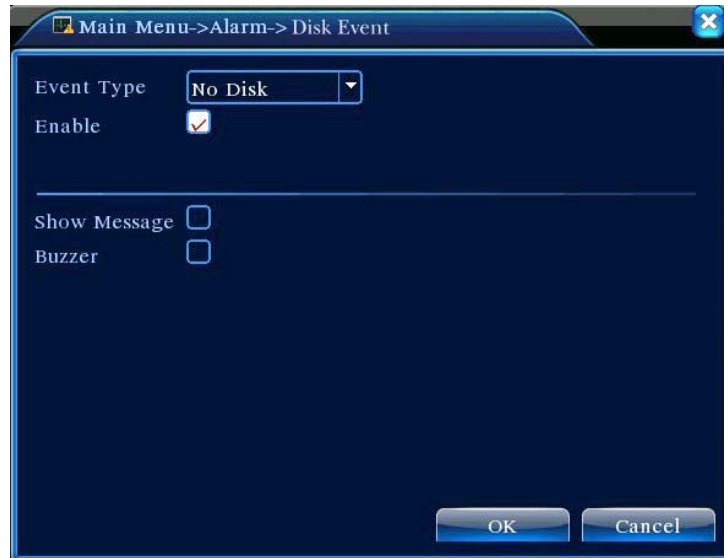 Main Menu->Alarm-> Disk Event
Event Type No Disk
Enable
Show Message
Buzzer
OK Cancel